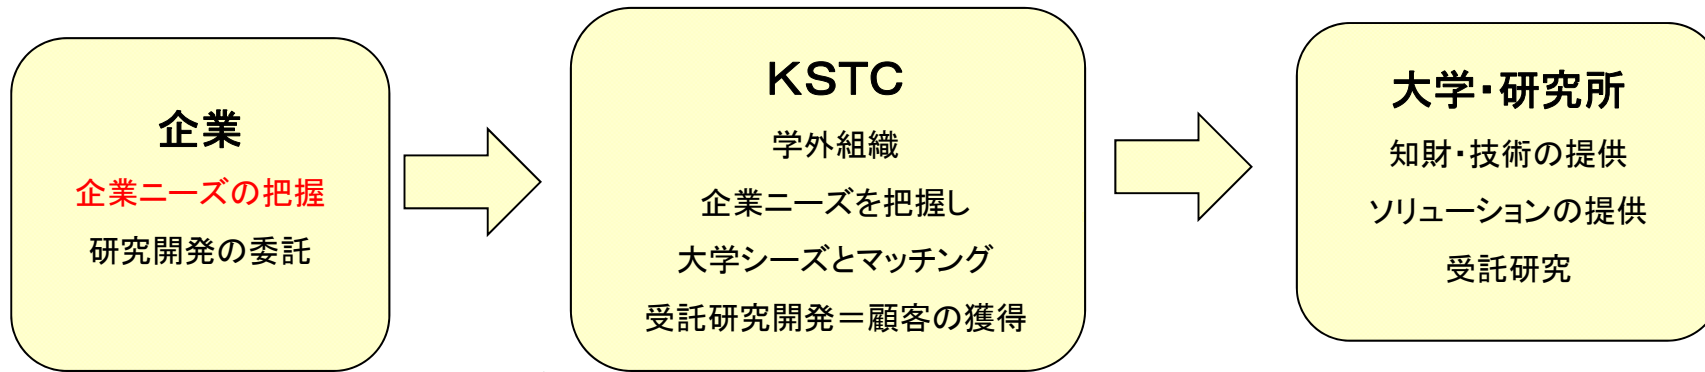 企業
企業ニーズの把握
研究開発の委託
KSTC
学外組織
企業ニーズを把握し
大学シーズとマッチング
受託研究開発=顧客の獲得
大学・研究所
知財・技術の提供
ソリューションの提供
受託研究